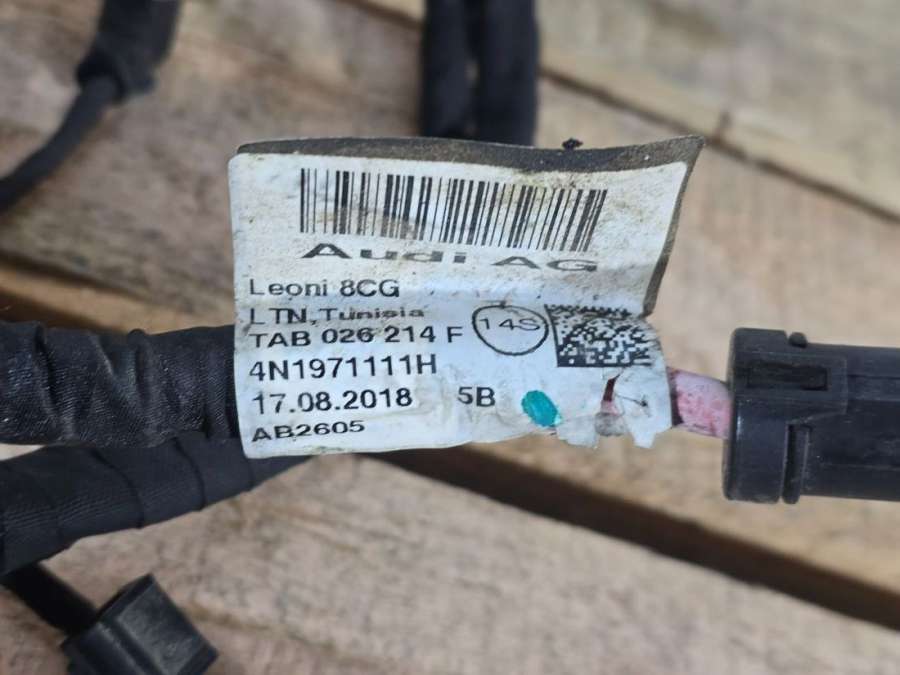 Audi AG
Leoni 8CG
LTN,Tunisia
TAB 026 214 F
14S
4N1971111H
17.08.2018 5B
AB2605